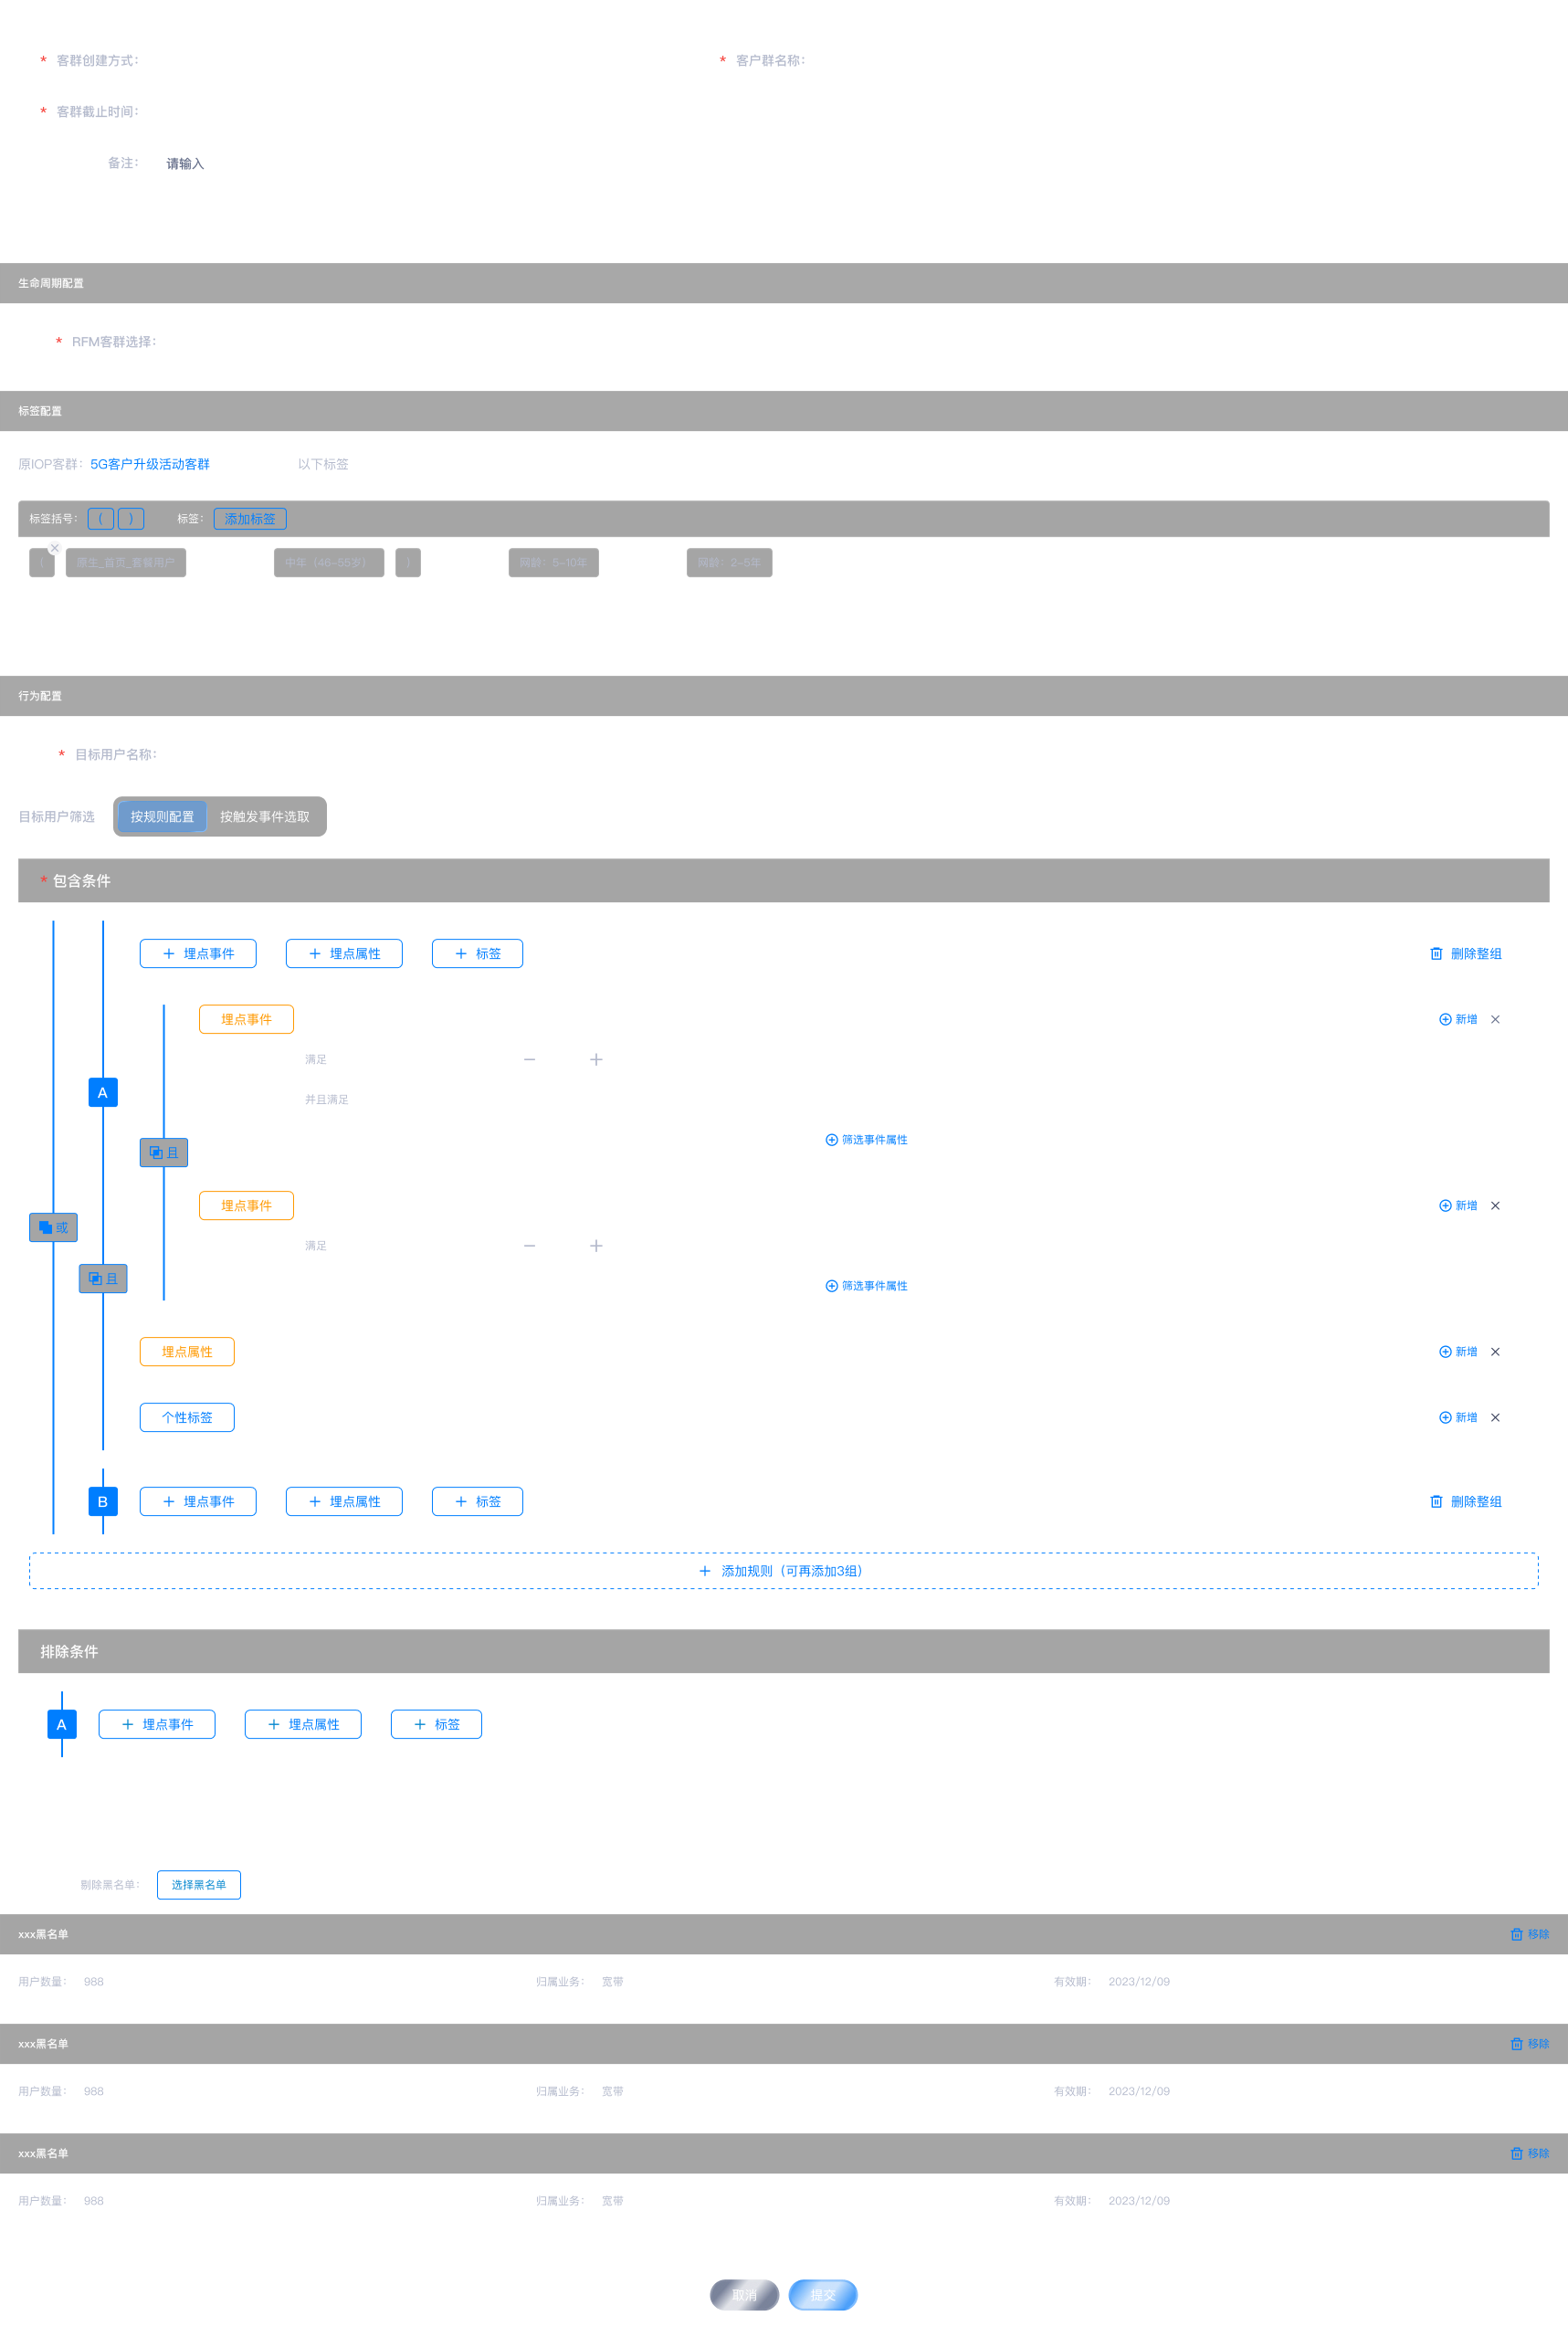 * 客群创建方式： * 客户群名称：
* 客群截止时间：
备注： 请输入
生命周期配置
* RFM客群选择：
标签配置
原IOP客群：5G客户升级活动客群 以下标签
标签括号： ( ) 标签： 添加标签
( 原生_首页_套餐用户 中年（46~55岁） ) 网龄：5~10年 网龄：2~5年
行为配置
* 目标用户名称：
目标用户筛选 按规则配置 按触发事件选取
* 包含条件
+ 埋点事件 + 埋点属性 + 标签 删除整组
埋点事件 新增
满足
A
并且满足
筛选事件属性
且
埋点事件 新增
或
满足
且
筛选事件属性
埋点属性 新增
个性标签 新增
B + 埋点事件 + 埋点属性 + 标签 删除整组
+ 添加规则（可再添加3组）
排除条件
A + 埋点事件 + 埋点属性 + 标签
剔除黑名单： 选择黑名单
xxx黑名单 移除
用户数量： 988 归属业务： 宽带 有效期： 2023/12/09
xxx黑名单 移除
用户数量： 988 归属业务： 宽带 有效期： 2023/12/09
xxx黑名单 移除
用户数量： 988 归属业务： 宽带 有效期： 2023/12/09
取消 提交